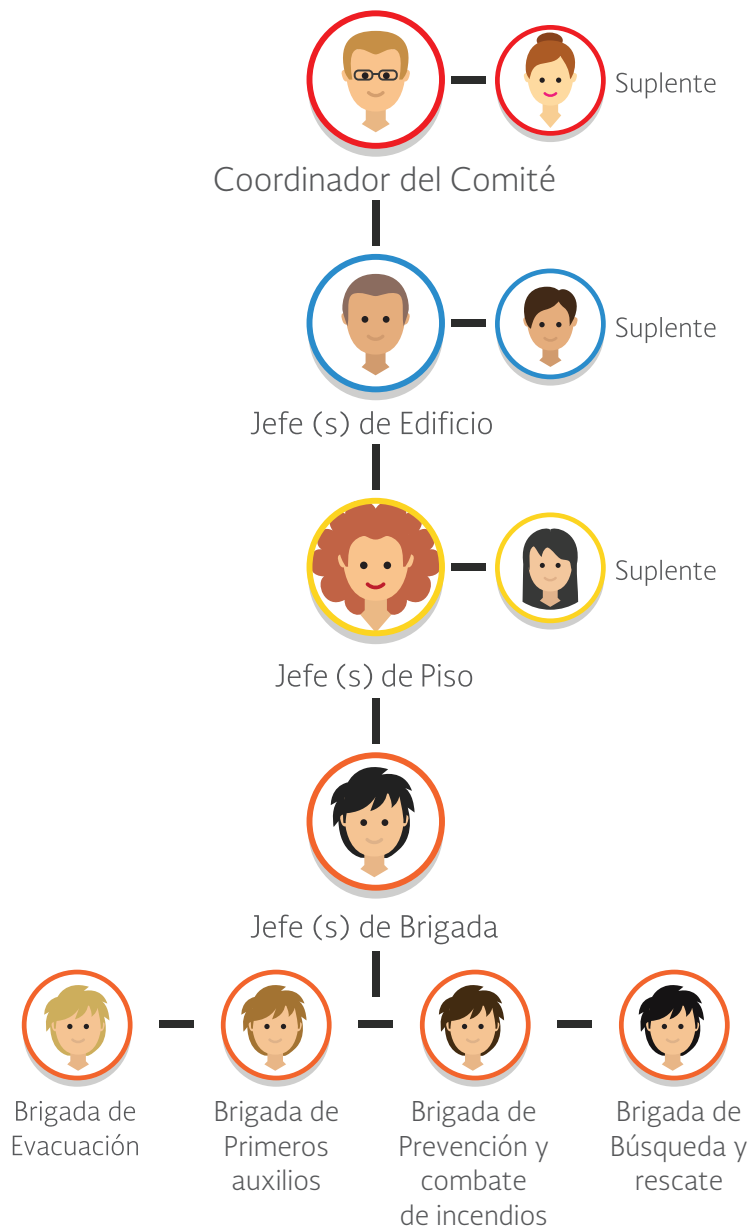 Suplente
Coordinador del Comité
Suplente
Jefe (s) de Edificio
Suplente
Jefe (s) de Piso
Jefe (s) de Brigada
Brigada de
Evacuación
Brigada de
Primeros
auxilios
Brigada de
Prevención y
combate
de incendios
Brigada de
Búsqueda y
rescate